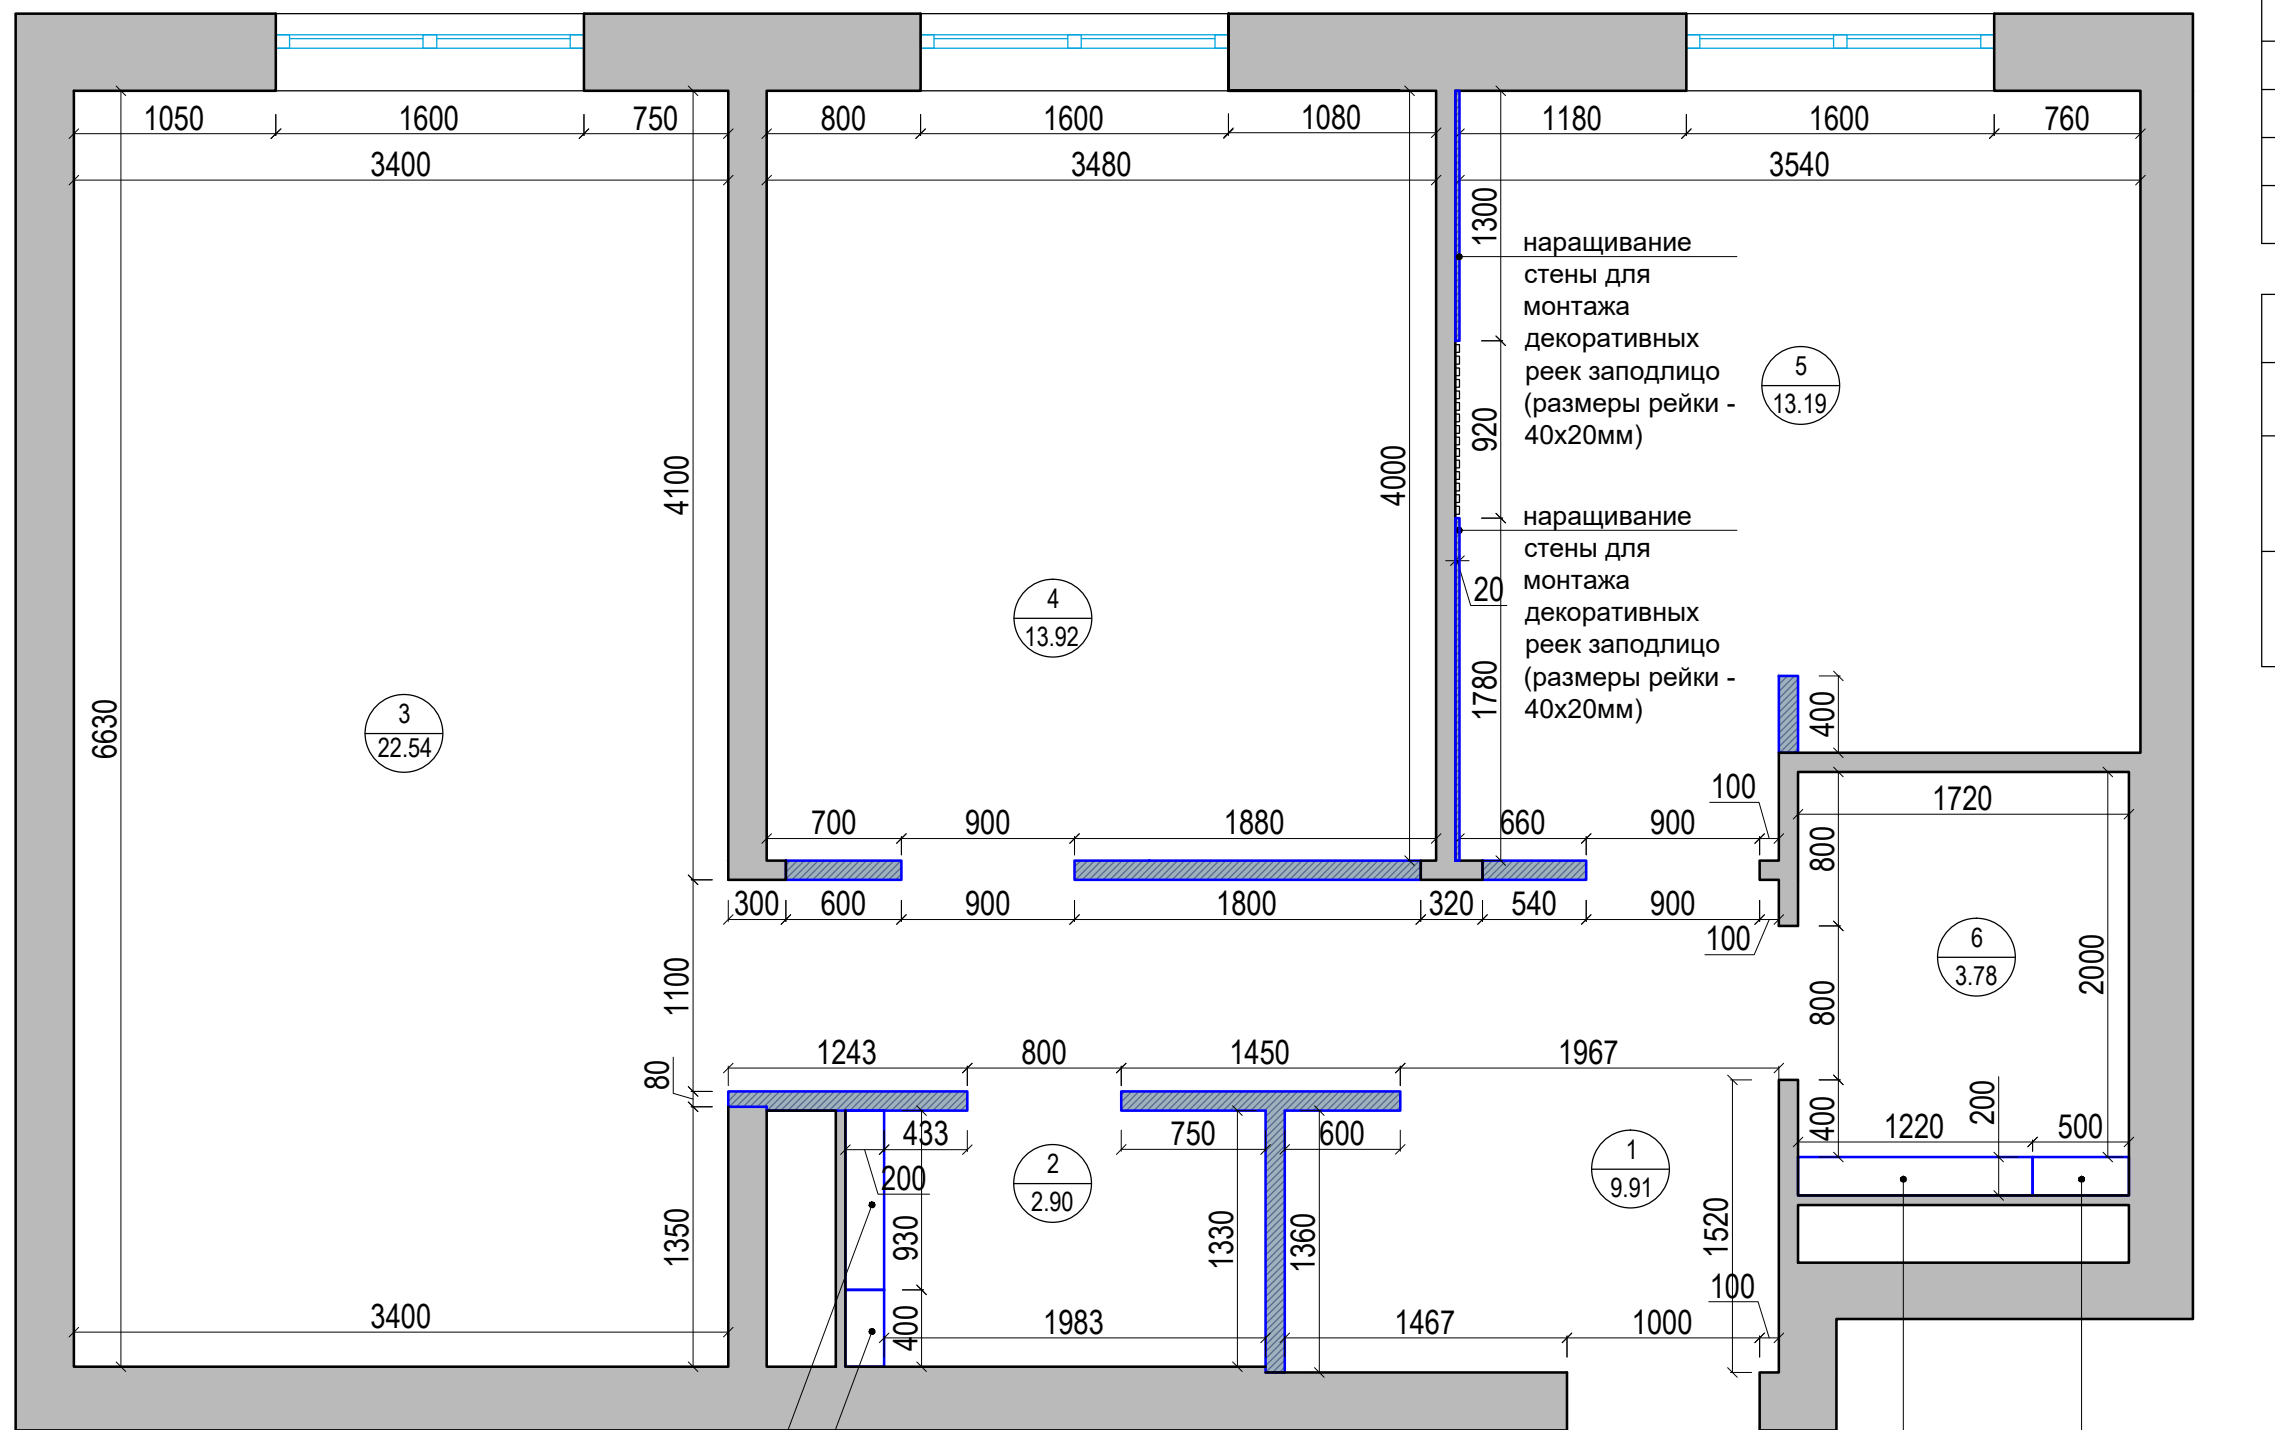 1050 1600 750 800 1600 1080 1180 1600 760
3400 3480 3540
1300
наращивание
стены для
монтажа
декоративных
реек заподлицо
(размеры рейки -
40х20мм)
5
13.19
920
4100
4000
наращивание
стены для
монтажа
декоративных
реек заподлицо
(размеры рейки -
40х20мм)
20
4
13.92
1780
6630
3
22.54
400
100
1720
700 900 1880 660 900
800
300 600 900 1800 320 540 900
100
6
3.78
2000
1100
800
1243 800 1450 1967
80
200
400
433 750 600 1220 500
200
2
2.90
1
9.91
1350
930
1330
1360
1520
100
3400 400 1983 1467 1000